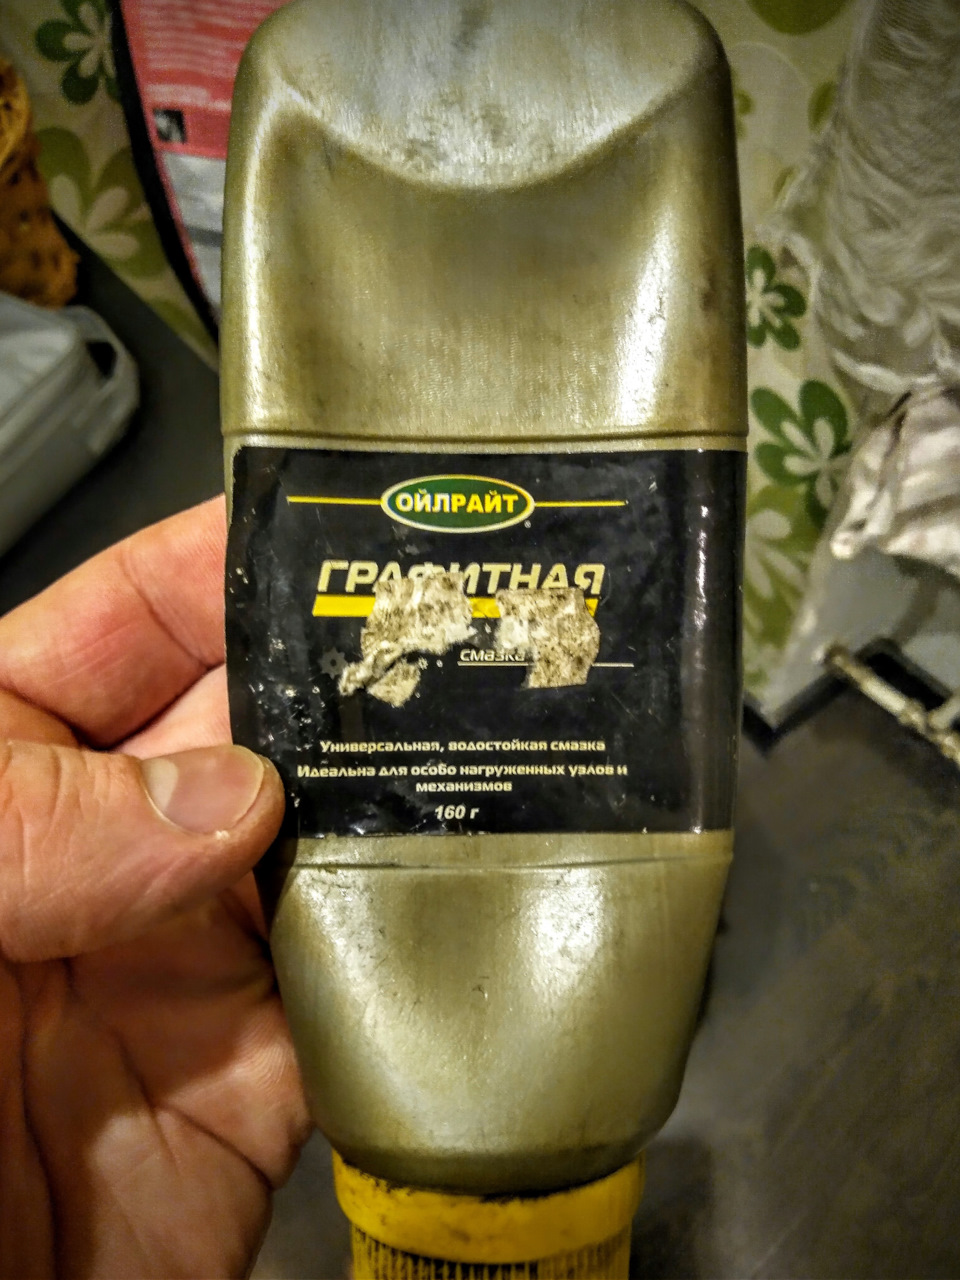 ОЙЛРАЙТ
ГРАФИТНАЯ
смазка
Универсальная, водостойкая смазка
Идеальна для особо нагруженных узлов и
механизмов
160 г